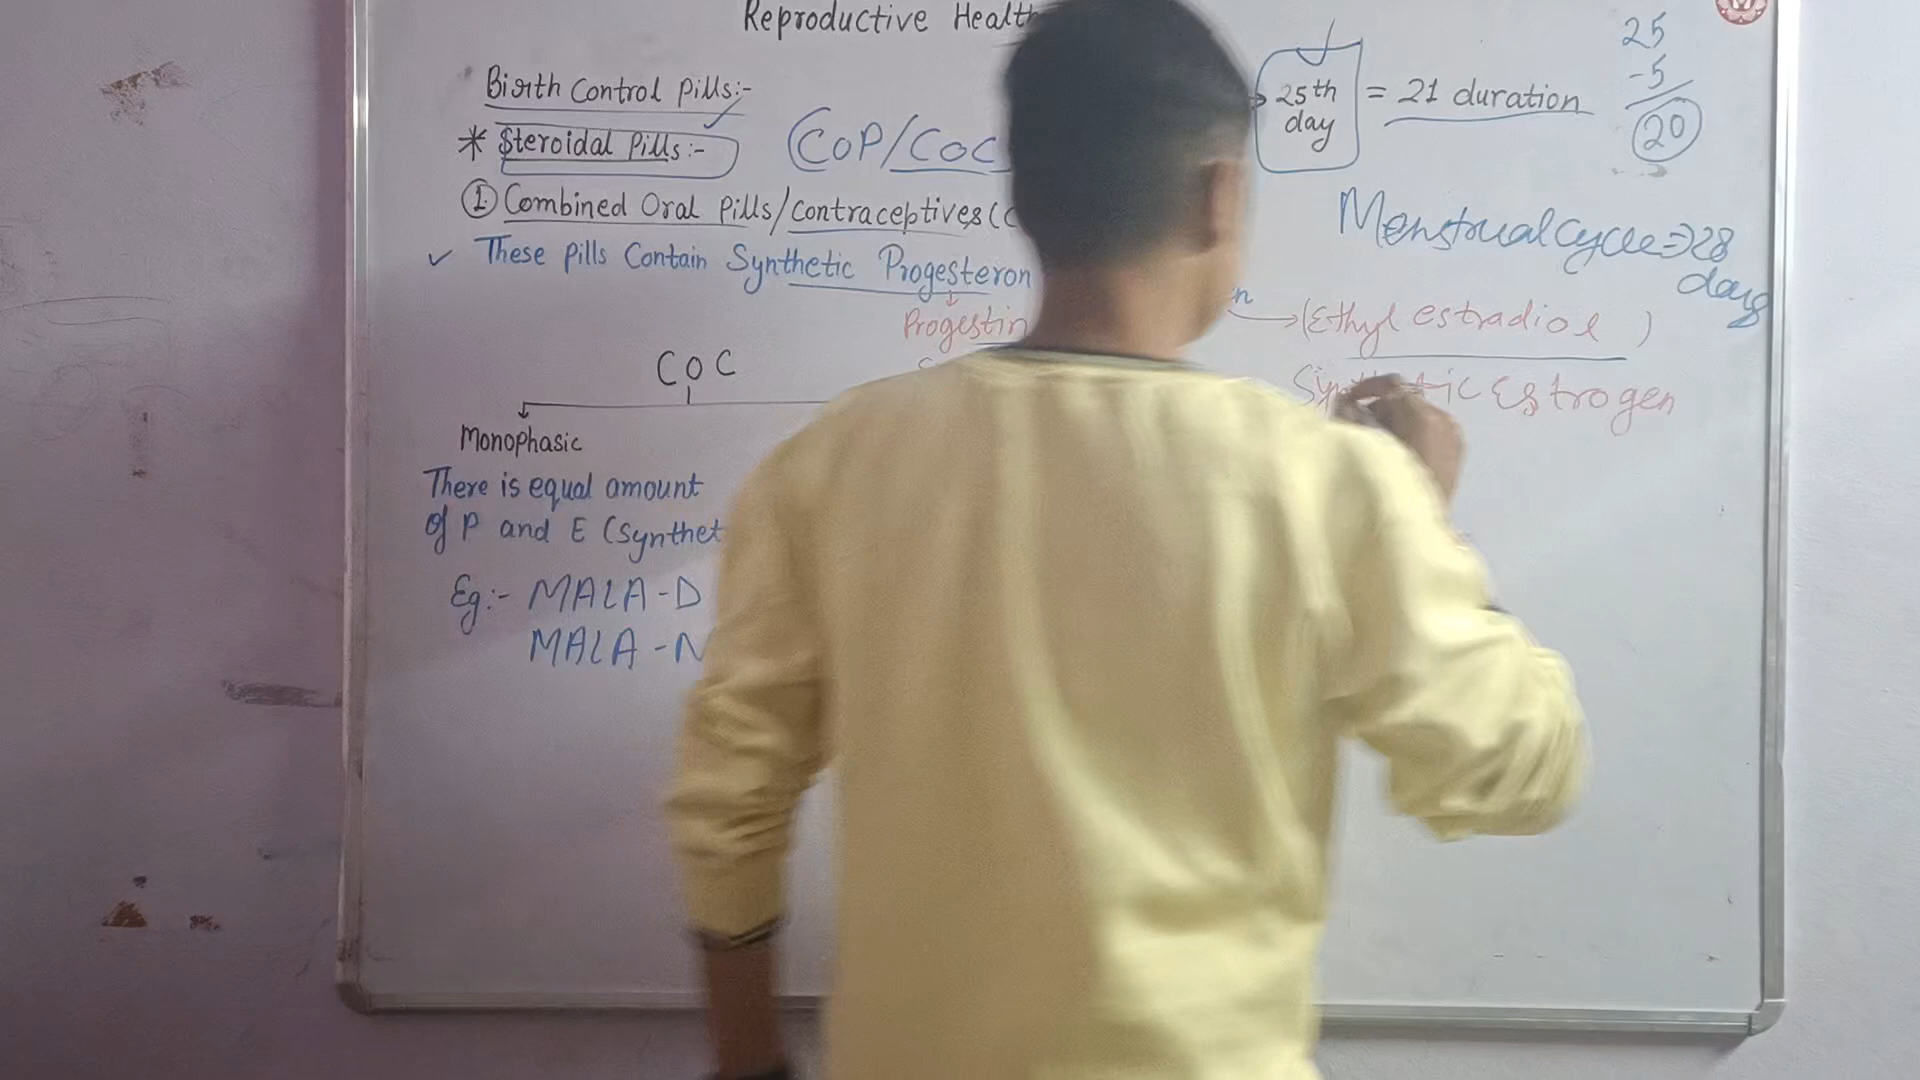 Reproductive Health
Birth Control Pills:-
* Steroidal Pills:-
COP/COC
① Combined Oral Pills/Contraceptives (C
✓ These Pills Contain Synthetic Progesteron
Progestin
COC
Monophasic
There is equal amount
of P and E (Synthet
Eg:- MALA-D
MALA-N
25th
day
= 21 duration
25
-5
20
Menstrual Cycle => 28
days
n
(Ethyl estradiol )
Estrogen